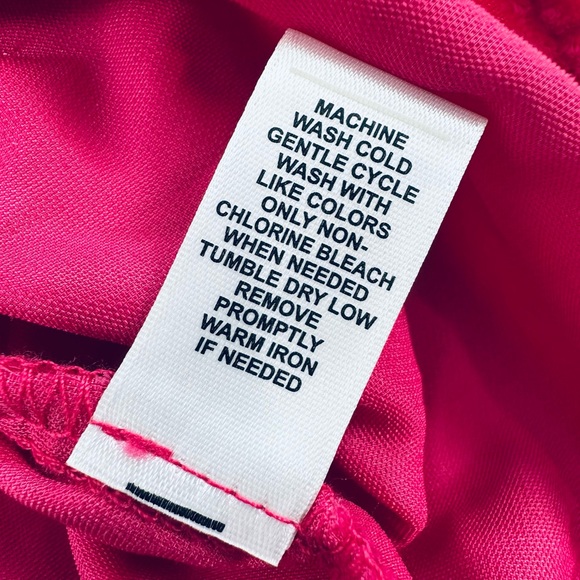 MACHINE
WASH COLD
GENTLE CYCLE
WASH WITH
LIKE COLORS
ONLY NON-
CHLORINE BLEACH
WHEN NEEDED
TUMBLE DRY LOW
REMOVE
PROMPTLY
WARM IRON
IF NEEDED